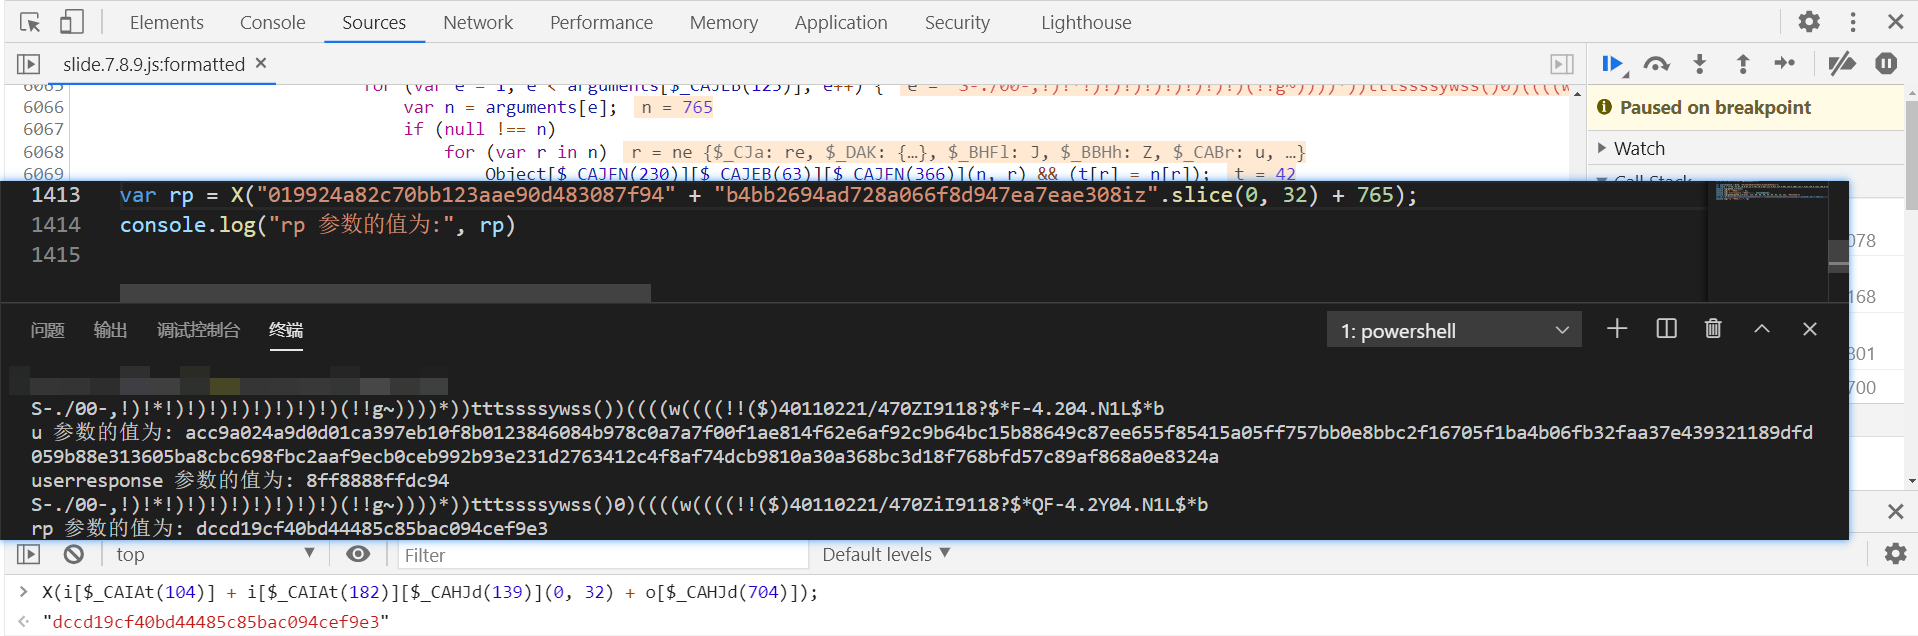 Elements Console Sources Network Performance Memory Application Security Lighthouse
slide.7.8.9.js:formatted
6065 for (var e = 1, e < arguments[$_CAJEB(125)], e++) {
6066 var n = arguments[e]; n = 765
6067 if (null !== n)
6068 for (var r in n) r = ne {$_CJa: re, $_DAK: {…}, $_BHFl: J, $_BBHh: Z, $_CABr: u, …}
6069 Object[$_CAJFN(230)][$_CAJEB(63)][$_CAJFN(366)](n, r) && (t[r] = n[r]); t = 42
Paused on breakpoint
Watch
Call Stack
1413 var rp = X("019924a82c70bb123aae90d483087f94" + "b4bb2694ad728a066f8d947ea7eae308iz".slice(0, 32) + 765);
1414 console.log("rp 参数的值为:", rp)
1415
078
168
801
700
问题 输出 调试控制台 终端 1: powershell
S-./00-,!)!*!)!)!)!)!)!)!)!)(!!g~))))*))tttssssywss())((((w((((!!($)40110221/470ZI9118?$*F-4.204.N1L$*b
u 参数的值为: acc9a024a9d0d01ca397eb10f8b0123846084b978c0a7a7f00f1ae814f62e6af92c9b64bc15b88649c87ee655f85415a05ff757bb0e8bbc2f16705f1ba4b06fb32faa37e439321189dfd
059b88e313605ba8cbc698fbc2aaf9ecb0ceb992b93e231d2763412c4f8af74dcb9810a30a368bc3d18f768bfd57c89af868a0e8324a
userresponse 参数的值为: 8ff8888ffdc94
S-./00-,!)!*!)!)!)!)!)!)!)!)(!!g~))))*))tttssssywss()0)((((w((((!!($)40110221/470ZiI9118?$*QF-4.2Y04.N1L$*b
rp 参数的值为: dccd19cf40bd44485c85bac094cef9e3
top Filter Default levels
X(i[$_CAIAt(104)] + i[$_CAIAt(182)][$_CAHJd(139)](0, 32) + o[$_CAHJd(704)]);
"dccd19cf40bd44485c85bac094cef9e3"